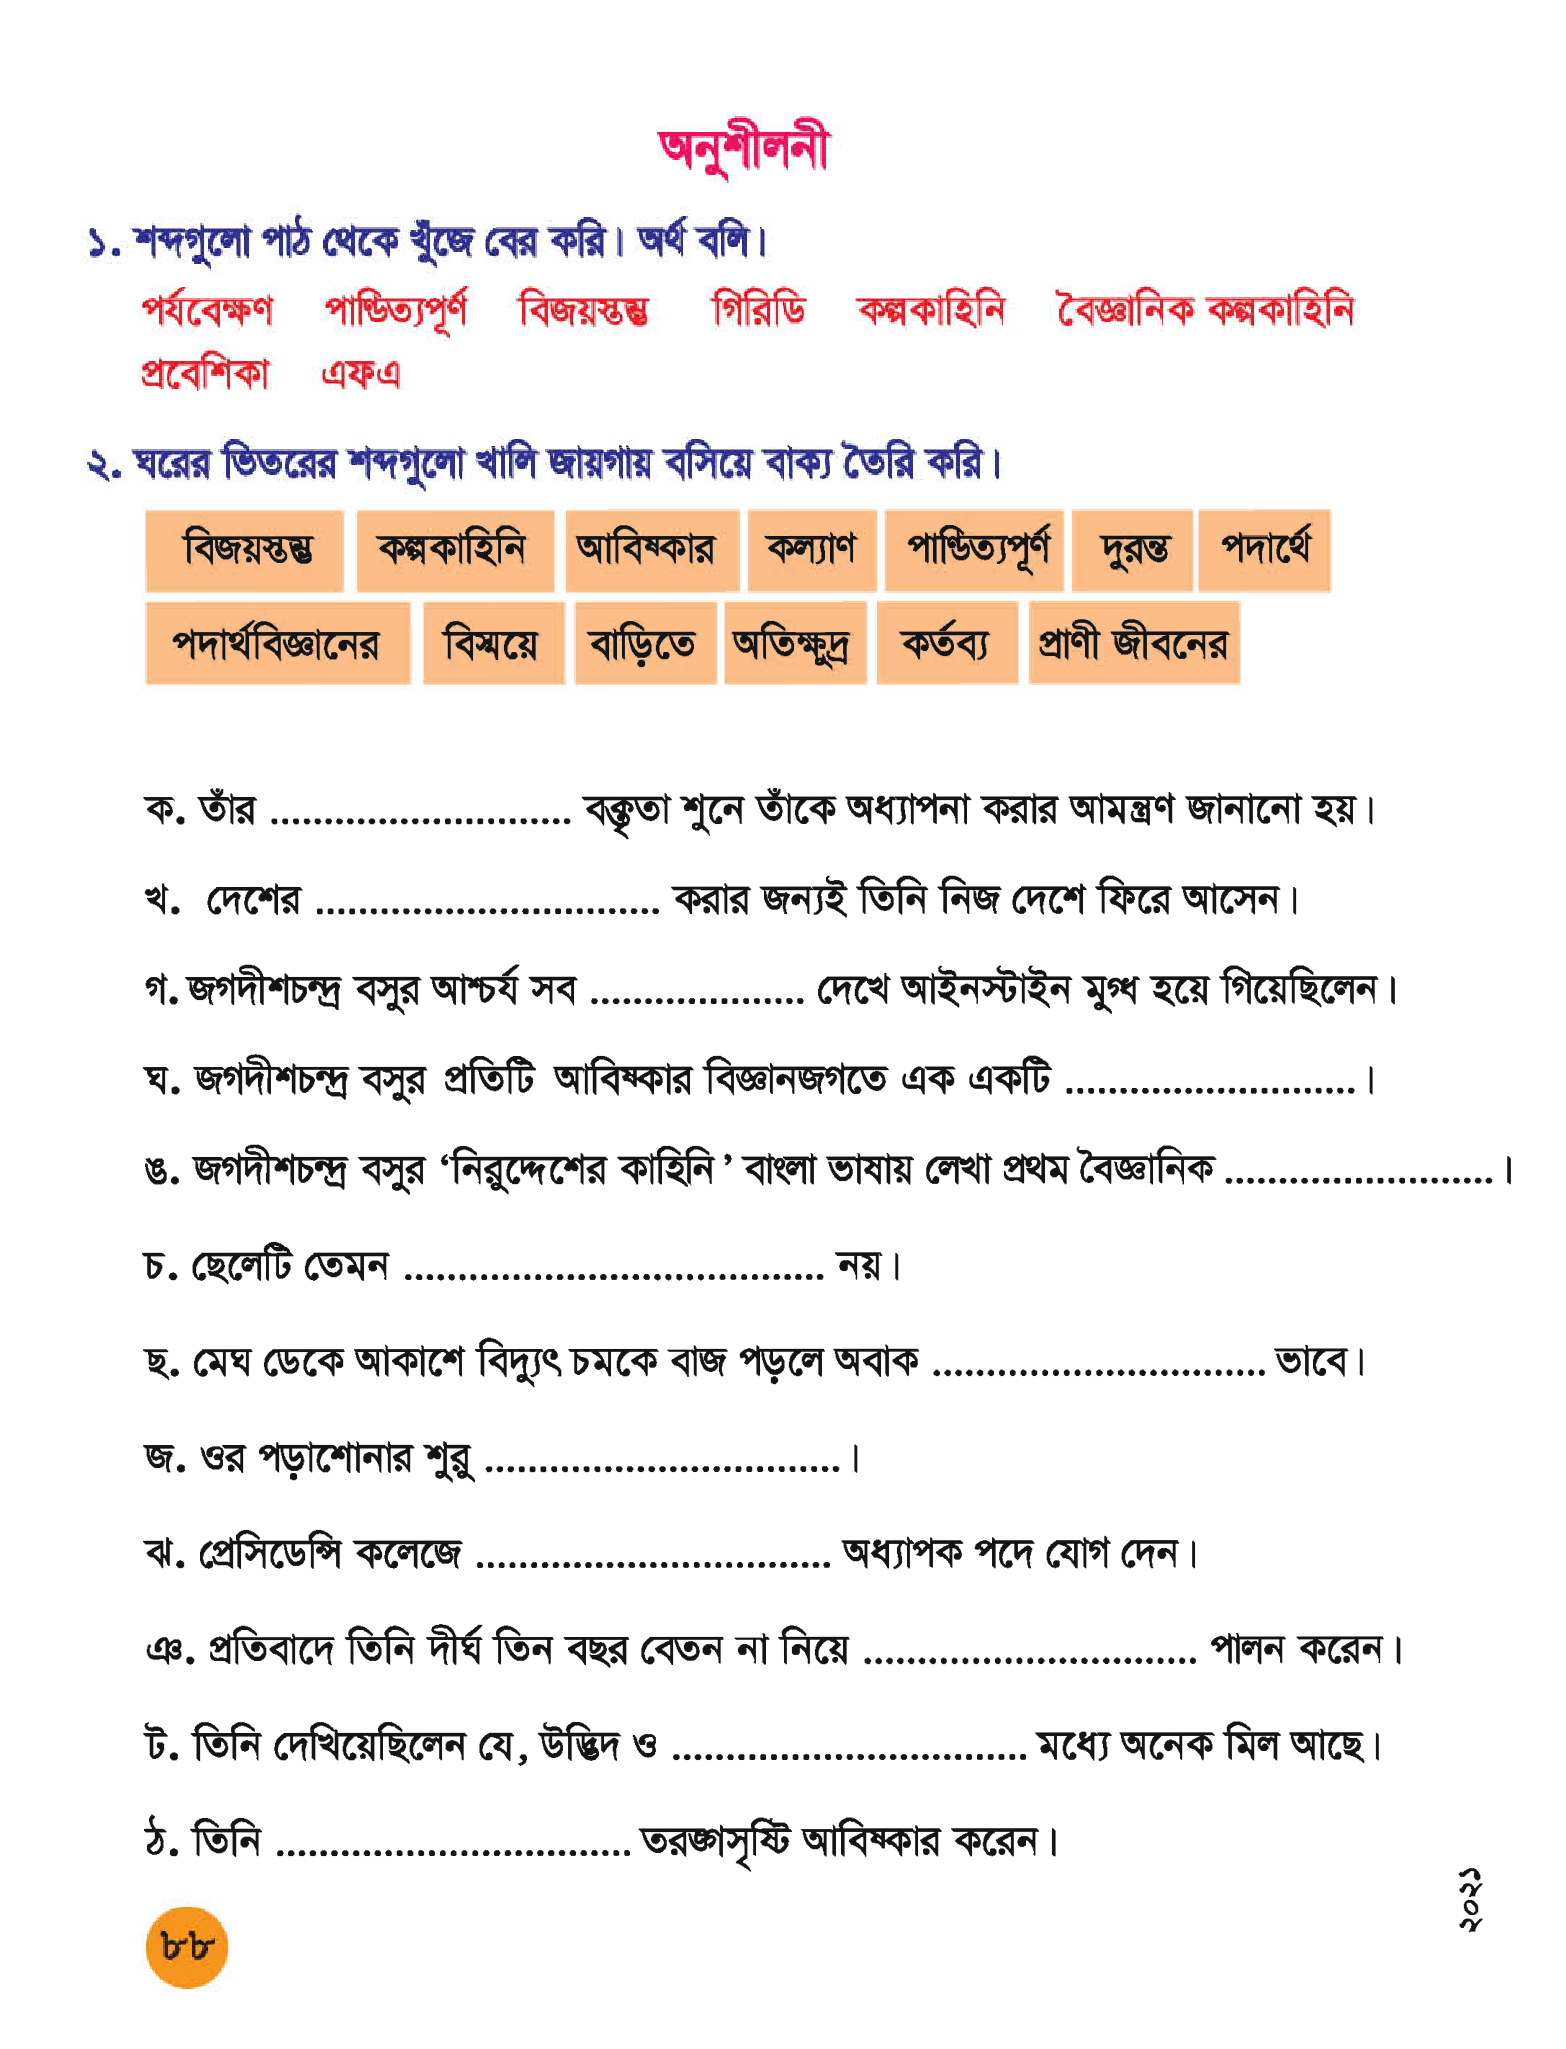 অনুশীলনী
১. শব্দগুলো পাঠ থেকে খুঁজে বের করি। অর্থ বলি।
পর্যবেক্ষণ পাণ্ডিত্যপূর্ণ বিজয়স্তম্ভ গিরিডি কল্পকাহিনি বৈজ্ঞানিক কল্পকাহিনি
প্রবেশিকা এফএ
২. ঘরের ভিতরের শব্দগুলো খালি জায়গায় বসিয়ে বাক্য তৈরি করি।
বিজয়স্তম্ভ কল্পকাহিনি আবিষ্কার কল্যাণ পাণ্ডিত্যপূর্ণ দুরন্ত পদার্থে
পদার্থবিজ্ঞানের বিস্ময়ে বাড়িতে অতিক্ষুদ্র কর্তব্য প্রাণী জীবনের
ক. তাঁর ............................ বক্তৃতা শুনে তাঁকে অধ্যাপনা করার আমন্ত্রণ জানানো হয়।
খ. দেশের ................................ করার জন্যই তিনি নিজ দেশে ফিরে আসেন।
গ. জগদীশচন্দ্র বসুর আশ্চর্য সব .................... দেখে আইনস্টাইন মুগ্ধ হয়ে গিয়েছিলেন।
ঘ. জগদীশচন্দ্র বসুর প্রতিটি আবিষ্কার বিজ্ঞানজগতে এক একটি ...........................।
ঙ. জগদীশচন্দ্র বসুর ‘নিরুদ্দেশের কাহিনি’ বাংলা ভাষায় লেখা প্রথম বৈজ্ঞানিক .........................।
চ. ছেলেটি তেমন ....................................... নয়।
ছ. মেঘ ডেকে আকাশে বিদ্যুৎ চমকে বাজ পড়লে অবাক ............................... ভাবে।
জ. ওর পড়াশোনার শুরু .................................।
ঝ. প্রেসিডেন্সি কলেজে ................................. অধ্যাপক পদে যোগ দেন।
ঞ. প্রতিবাদে তিনি দীর্ঘ তিন বছর বেতন না নিয়ে ............................... পালন করেন।
ট. তিনি দেখিয়েছিলেন যে, উদ্ভিদ ও ................................. মধ্যে অনেক মিল আছে।
ঠ. তিনি ................................. তরঙ্গসৃষ্টি আবিষ্কার করেন।
২০২১
৮৮